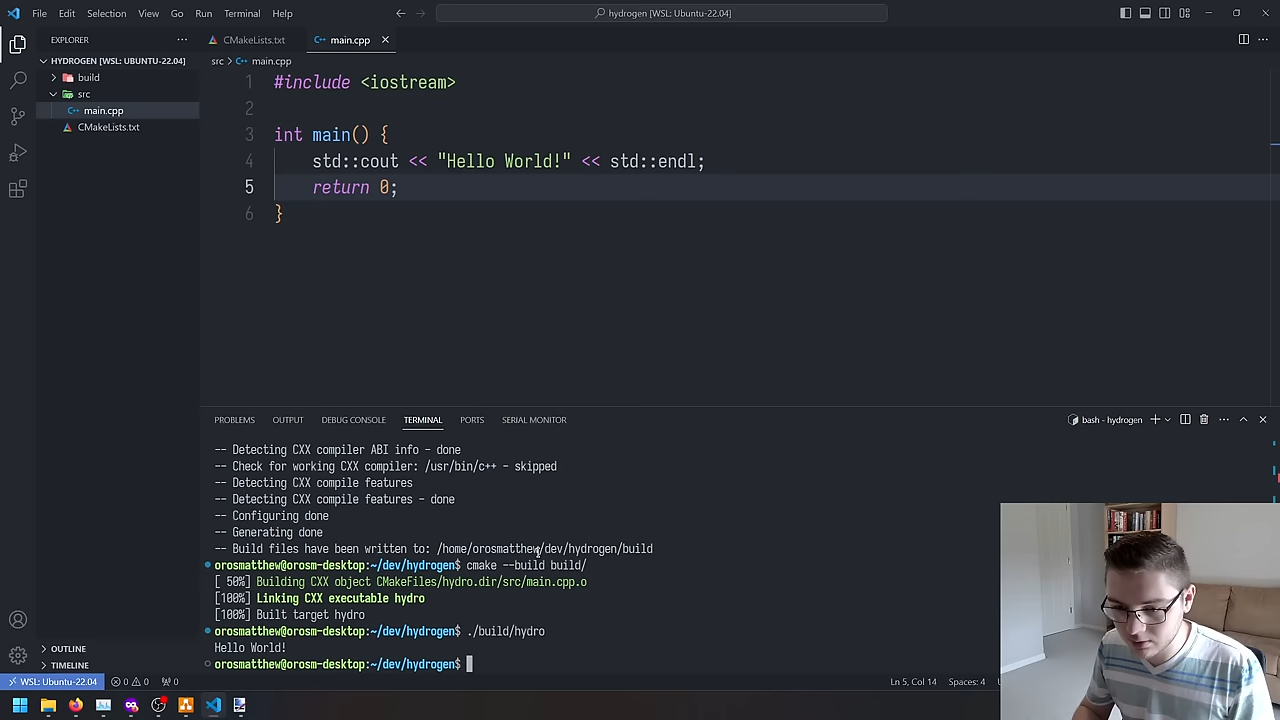 File Edit Selection View Go Run Terminal Help
hydrogen [WSL: Ubuntu-22.04]
EXPLORER
CMakeLists.txt
main.cpp
HYDROGEN [WSL: UBUNTU-22.04]
build
src
main.cpp
CMakeLists.txt
src > main.cpp
1 #include <iostream>
2
3 int main() {
4 std::cout << "Hello World!" << std::endl;
5 return 0;
6 }
PROBLEMS OUTPUT DEBUG CONSOLE TERMINAL PORTS SERIAL MONITOR
bash - hydrogen
-- Detecting CXX compiler ABI info - done
-- Check for working CXX compiler: /usr/bin/c++ - skipped
-- Detecting CXX compile features
-- Detecting CXX compile features - done
-- Configuring done
-- Generating done
-- Build files have been written to: /home/orosmatthew/dev/hydrogen/build
orosmatthew@orosm-desktop:~/dev/hydrogen$ cmake --build build/
[ 50%] Building CXX object CMakeFiles/hydro.dir/src/main.cpp.o
[100%] Linking CXX executable hydro
[100%] Built target hydro
orosmatthew@orosm-desktop:~/dev/hydrogen$ ./build/hydro
Hello World!
orosmatthew@orosm-desktop:~/dev/hydrogen$
OUTLINE
TIMELINE
WSL: Ubuntu-22.04
0 0 0
Ln 5, Col 14
Spaces: 4